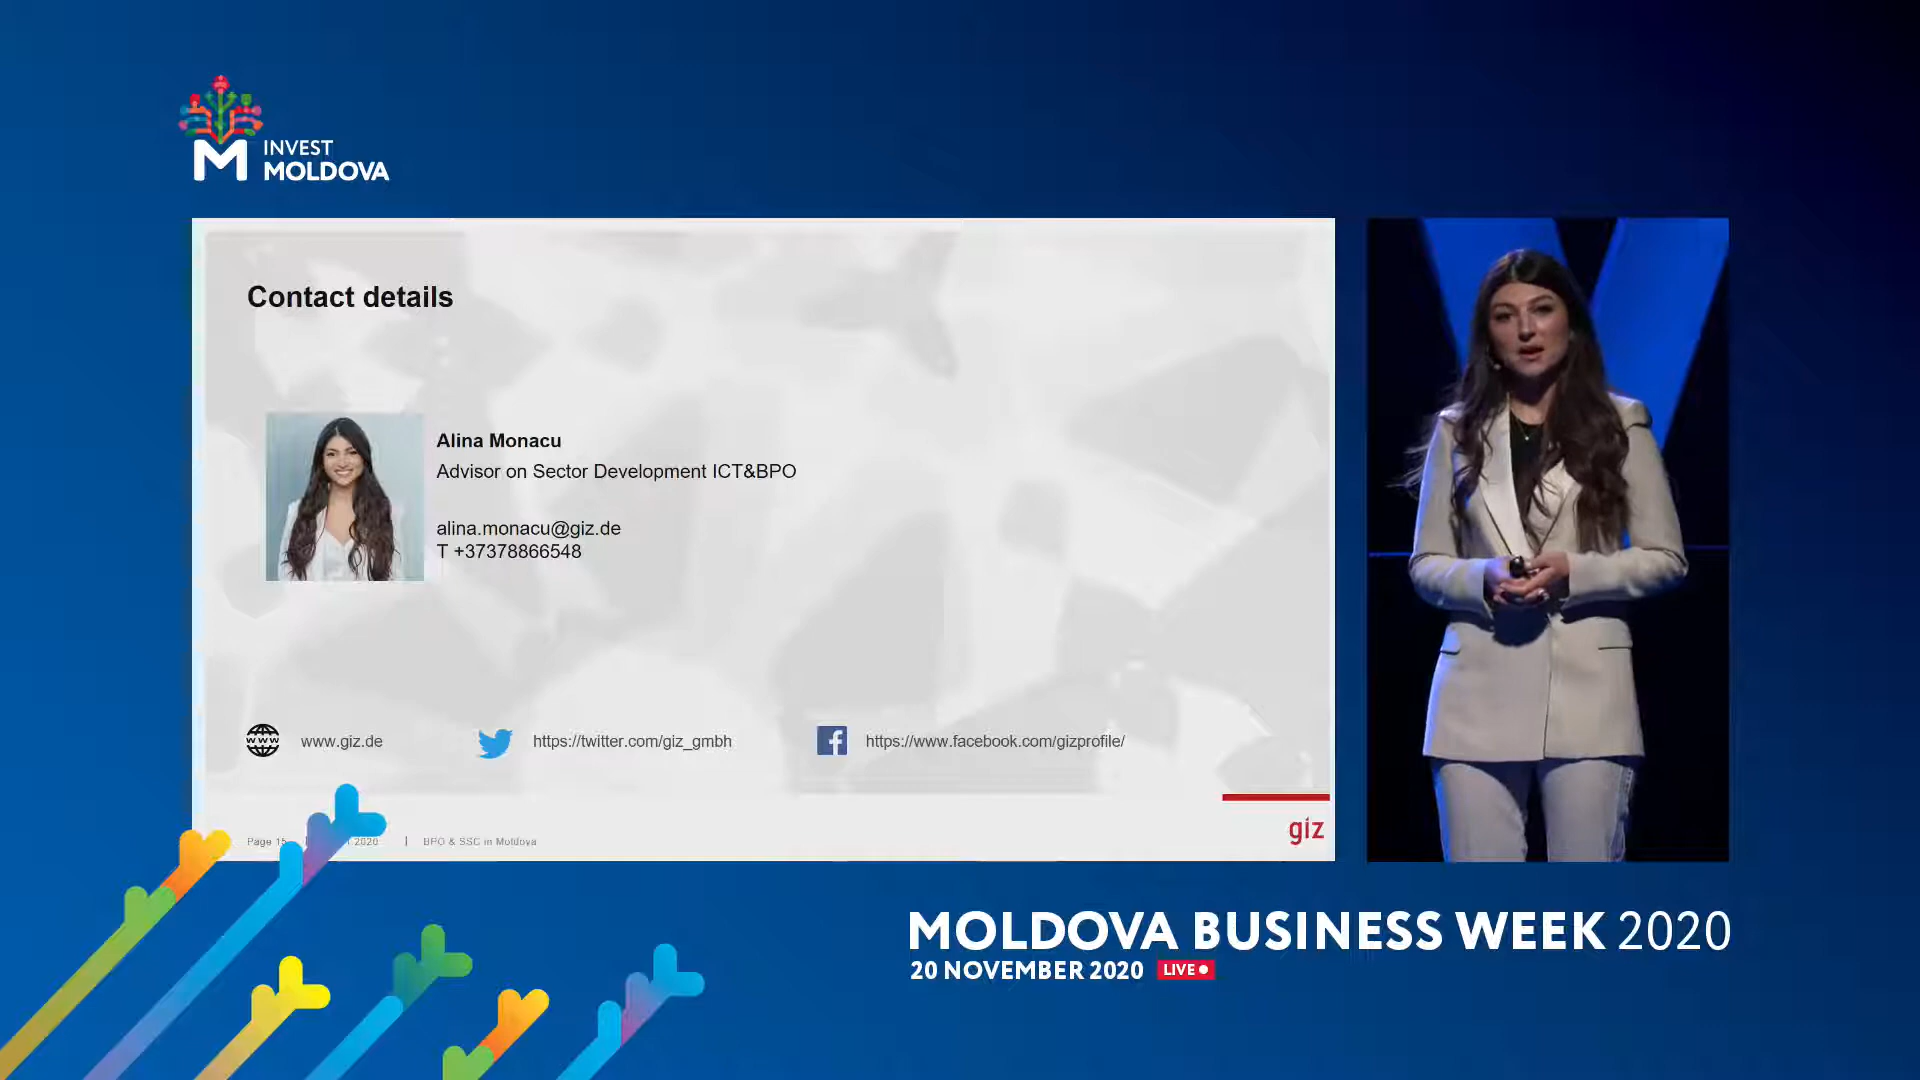 INVEST
MOLDOVA
Contact details
Alina Monacu
Advisor on Sector Development ICT&BPO
alina.monacu@giz.de
T +37378866548
www.giz.de
https://twitter.com/giz_gmbh
https://www.facebook.com/gizprofile/
Page 15 | 2020 | BPO & SSC in Moldova
giz
MOLDOVA BUSINESS WEEK 2020
20 NOVEMBER 2020 LIVE